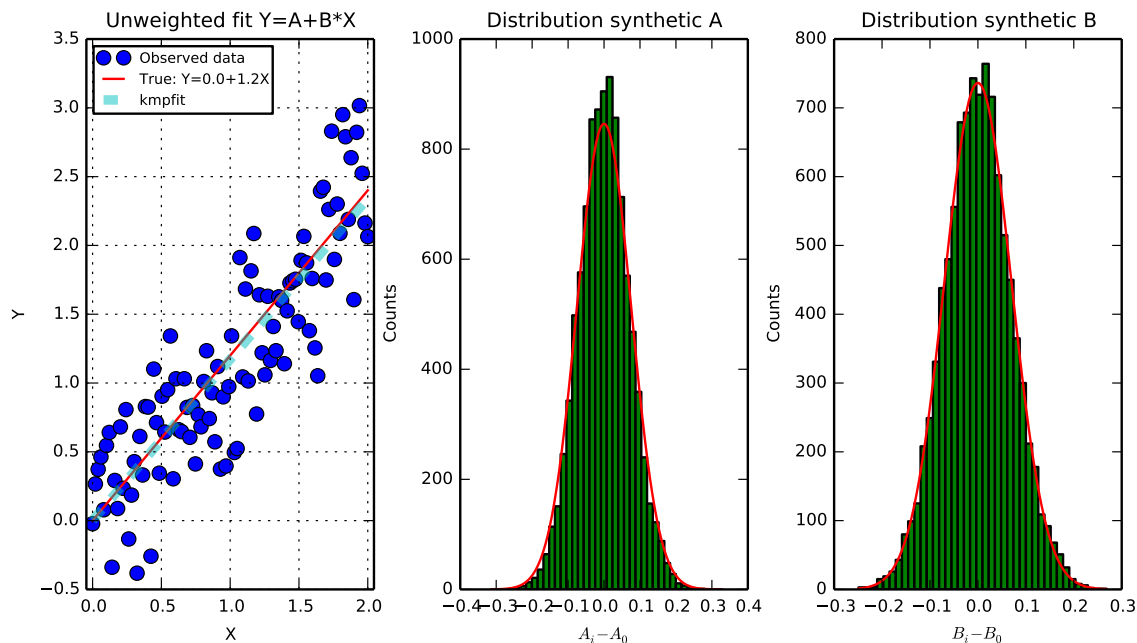 Unweighted fit Y=A+B*X
3.5
3.0
2.5
2.0
1.5
1.0
0.5
0.0
−0.5
Y
Observed data
True: Y=0.0+1.2X
kmpfit
0.0 0.5 1.0 1.5 2.0
X
Distribution synthetic A
1000
800
600
400
200
0
Counts
−0.4−0.3−0.2−0.1 0.0 0.1 0.2 0.3 0.4
A_i−A_0
Distribution synthetic B
800
700
600
500
400
300
200
100
0
Counts
−0.3 −0.2 −0.1 0.0 0.1 0.2 0.3
B_i−B_0